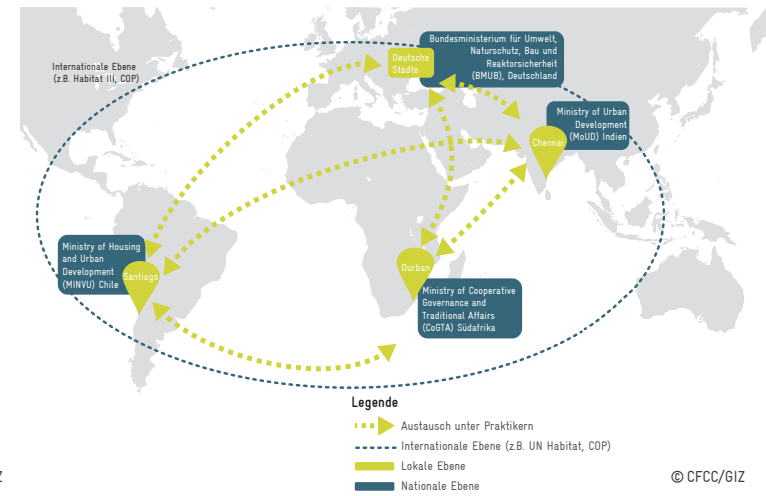 Internationale Ebene
(z.B. Habitat III, COP)
Deutsche
Städte
Bundesministerium für Umwelt,
Naturschutz, Bau und
Reaktorsicherheit
(BMUB), Deutschland
Ministry of Urban
Development
(MoUD) Indien
Chennai
Ministry of Housing
and Urban
Development
(MINVU) Chile
Santiago
Durban
Ministry of Cooperative
Governance and
Traditional Affairs
(CoGTA) Südafrika
Legende
Austausch unter Praktikern
Internationale Ebene (z.B. UN Habitat, COP)
Lokale Ebene
Nationale Ebene
Z
© CFCC/GIZ